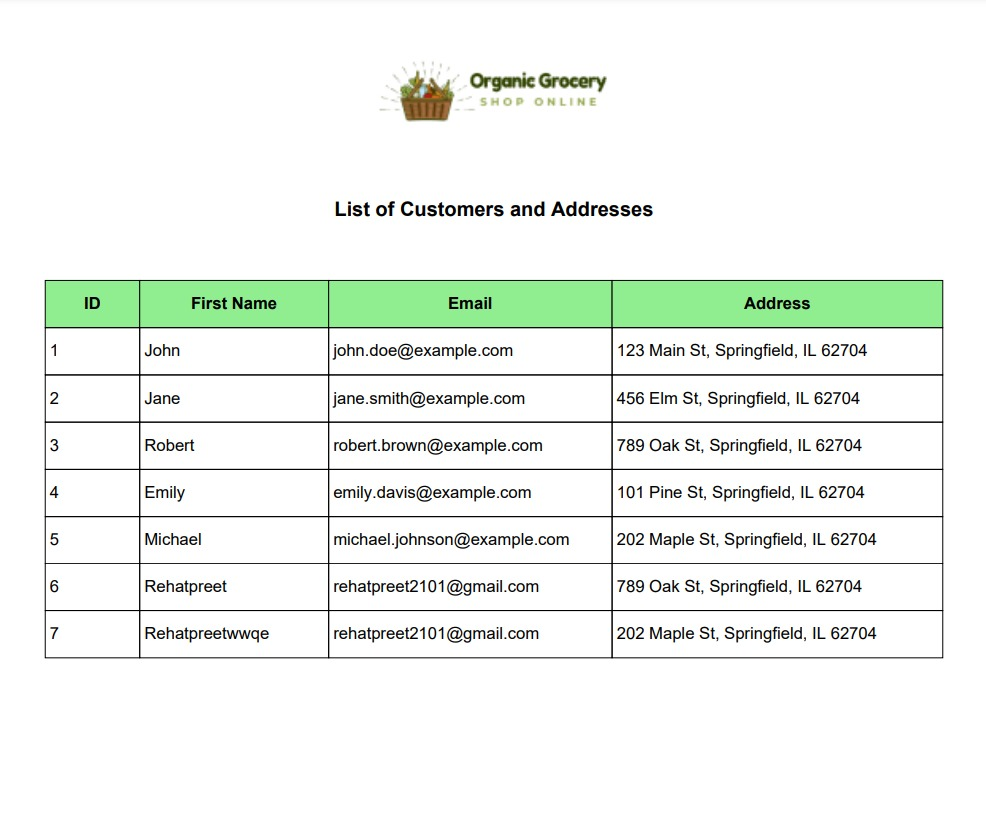 Organic Grocery
SHOP ONLINE
List of Customers and Addresses
ID First Name Email Address
1 John john.doe@example.com 123 Main St, Springfield, IL 62704
2 Jane jane.smith@example.com 456 Elm St, Springfield, IL 62704
3 Robert robert.brown@example.com 789 Oak St, Springfield, IL 62704
4 Emily emily.davis@example.com 101 Pine St, Springfield, IL 62704
5 Michael michael.johnson@example.com 202 Maple St, Springfield, IL 62704
6 Rehatpreet rehatpreet2101@gmail.com 789 Oak St, Springfield, IL 62704
7 Rehatpreetwwqe rehatpreet2101@gmail.com 202 Maple St, Springfield, IL 62704